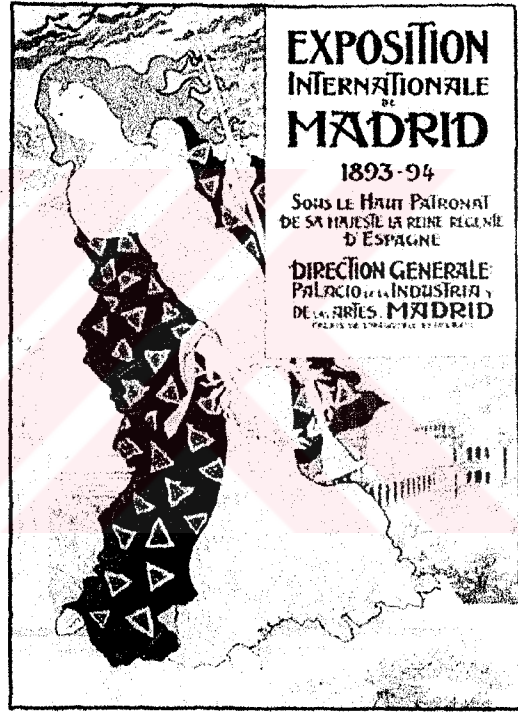 EXPOSITION
INTERNATIONALE
DE
MADRID
1893-94
SOUS LE HAUT PATRONAT
DE SA MAJESTE LA REINE REGENTE
D'ESPAGNE
DIRECTION GENERALE
PALACIO DE LA INDUSTRIA Y
DE LAS ARTES. MADRID